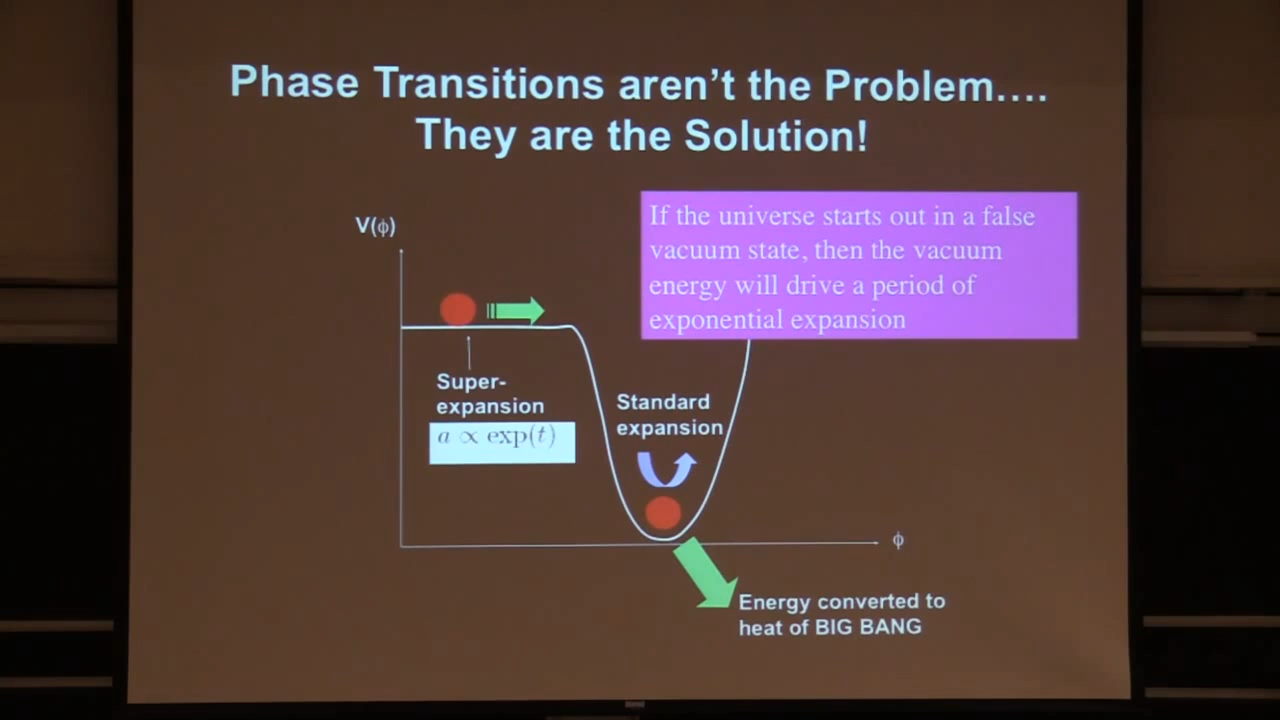 Phase Transitions aren't the Problem....
They are the Solution!
V(ϕ)
If the universe starts out in a false
vacuum state, then the vacuum
energy will drive a period of
exponential expansion
Super-
expansion
a ∝ exp(t)
Standard
expansion
ϕ
Energy converted to
heat of BIG BANG